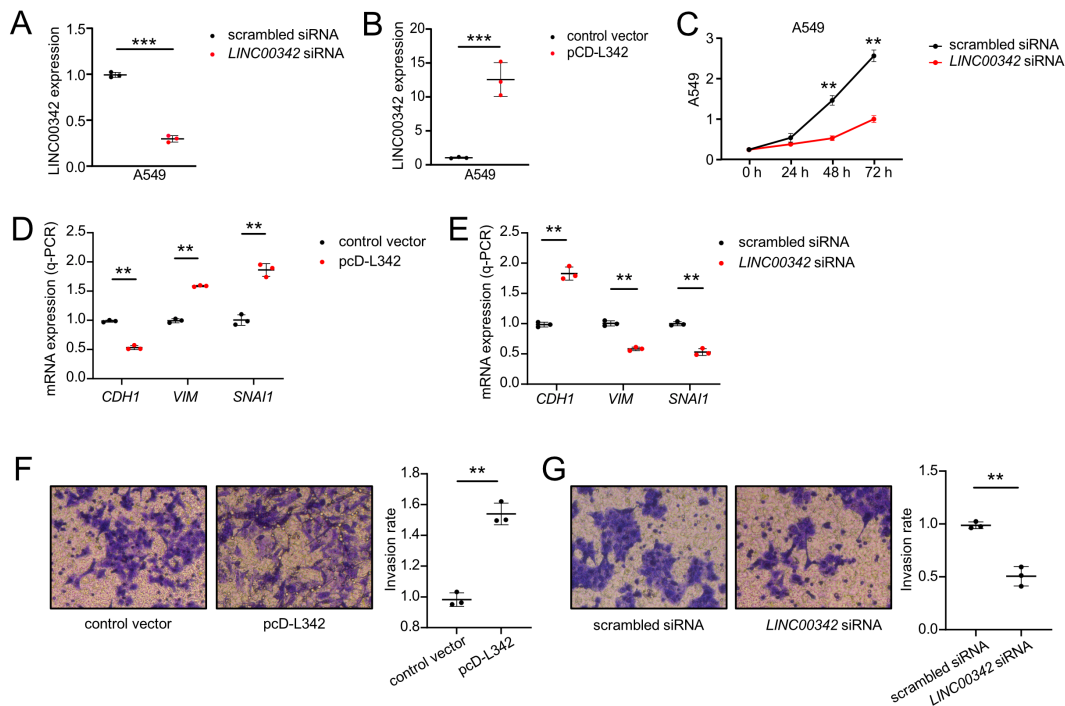 A
LINC00342 expression
1.5
1.0
0.5
0.0
***
A549
scrambled siRNA
LINC00342 siRNA
B
LINC00342 expression
25
20
15
10
5
0
***
A549
control vector
pCD-L342
C
A549
A549
3
2
1
0
**
**
0 h
24 h
48 h
72 h
scrambled siRNA
LINC00342 siRNA
D
mRNA expression (q-PCR)
2.5
2.0
1.5
1.0
0.5
0.0
**
**
**
CDH1
VIM
SNAI1
control vector
pcD-L342
E
mRNA expression (q-PCR)
2.5
2.0
1.5
1.0
0.5
0.0
**
**
**
CDH1
VIM
SNAI1
scrambled siRNA
LINC00342 siRNA
F
control vector
pcD-L342
Invasion rate
1.8
1.6
1.4
1.2
1.0
0.8
**
control vector
pcD-L342
G
scrambled siRNA
LINC00342 siRNA
Invasion rate
1.5
1.0
0.5
0.0
**
scrambled siRNA
LINC00342 siRNA